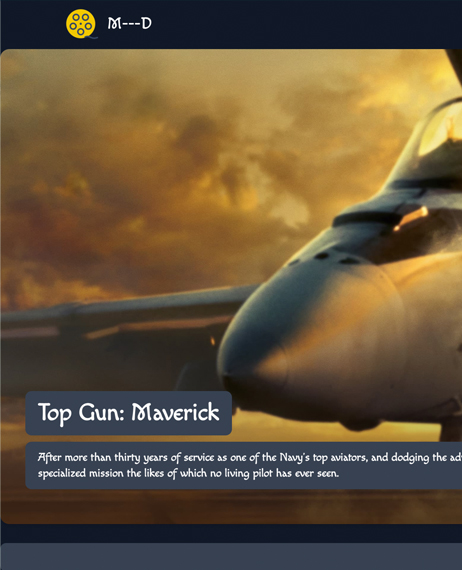 M---D
Top Gun: Maverick
After more than thirty years of service as one of the Navy's top aviators, and dodging the
specialized mission the likes of which no living pilot has ever seen.